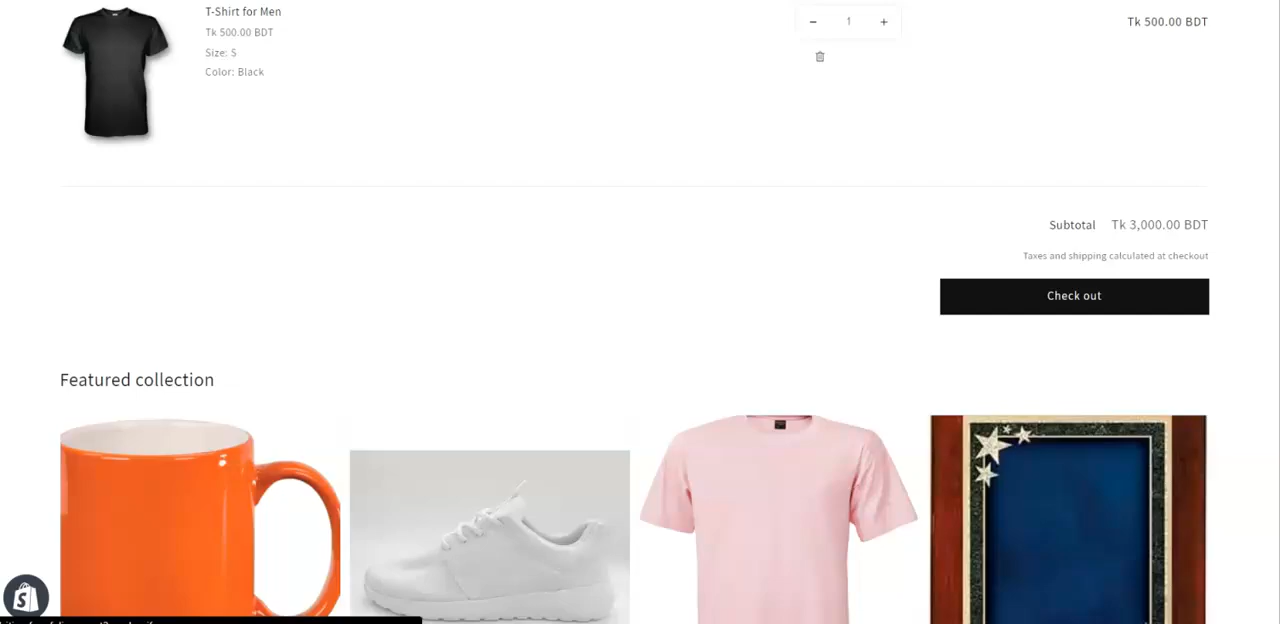 T-Shirt for Men
− 1 +
Tk 500.00 BDT
Tk 500.00 BDT
Size: S
Color: Black
Subtotal Tk 3,000.00 BDT
Taxes and shipping calculated at checkout
Check out
Featured collection